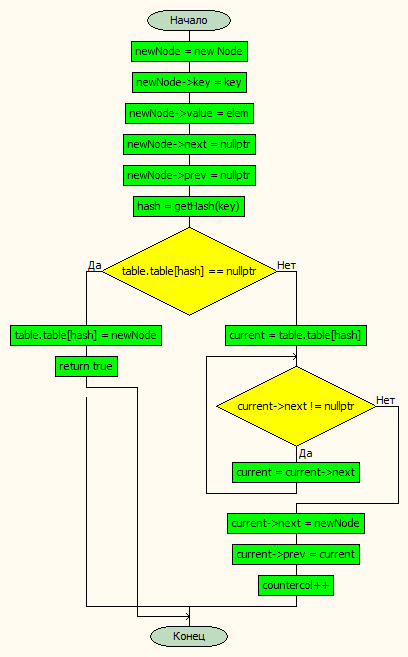 Начало
newNode = new Node
newNode->key = key
newNode->value = elem
newNode->next = nullptr
newNode->prev = nullptr
hash = getHash(key)
table.table[hash] == nullptr
Да
Нет
table.table[hash] = newNode
current = table.table[hash]
return true
current->next != nullptr
Нет
Да
current = current->next
current->next = newNode
current->prev = current
countercol++
Конец